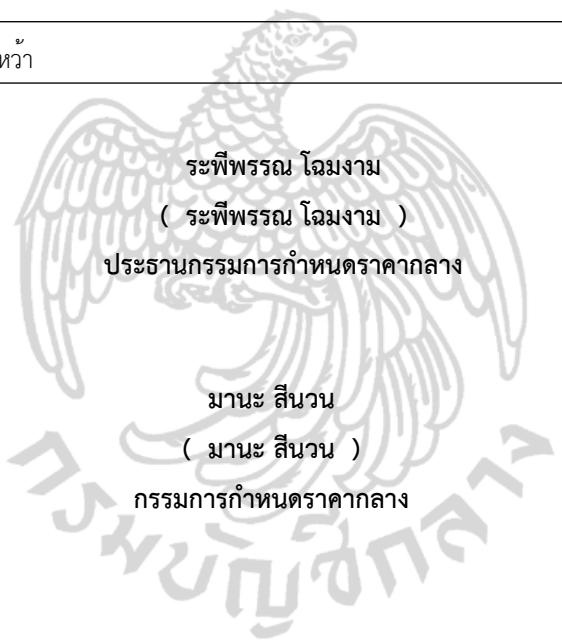 หว้า
ระพีพรรณ โฉมงาม
( ระพีพรรณ โฉมงาม )
ประธานกรรมการกำหนดราคากลาง
มานะ สีนวน
( มานะ สีนวน )
กรรมการกำหนดราคากลาง
กรมบัญชีกลาง